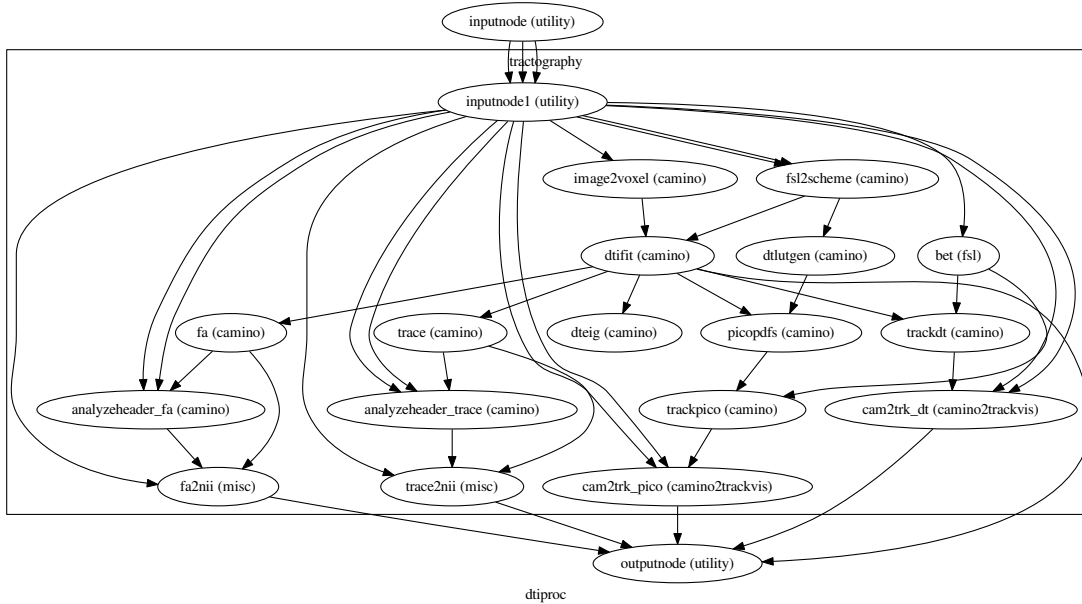 inputnode (utility)
tractography
inputnode1 (utility)
image2voxel (camino)
fsl2scheme (camino)
dtifit (camino)
dtlutgen (camino)
bet (fsl)
fa (camino)
trace (camino)
dteig (camino)
picopdfs (camino)
trackdt (camino)
analyzeheader_fa (camino)
analyzeheader_trace (camino)
trackpico (camino)
cam2trk_dt (camino2trackvis)
fa2nii (misc)
trace2nii (misc)
cam2trk_pico (camino2trackvis)
outputnode (utility)
dtiproc